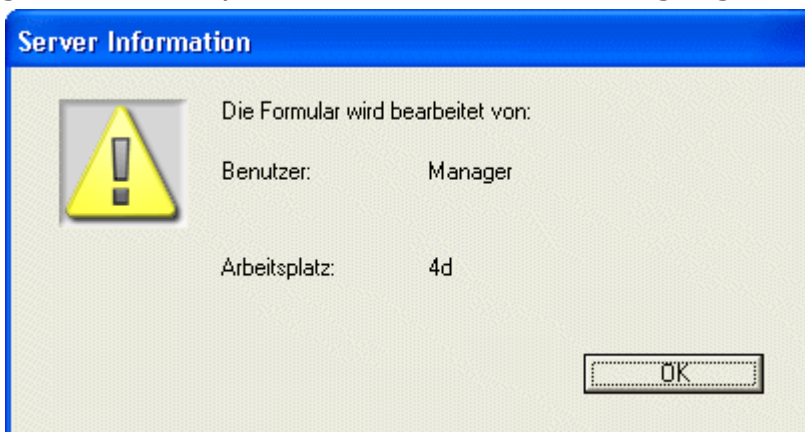 Server Information
Die Formular wird bearbeitet von:
Benutzer: Manager
Arbeitsplatz: 4d
OK